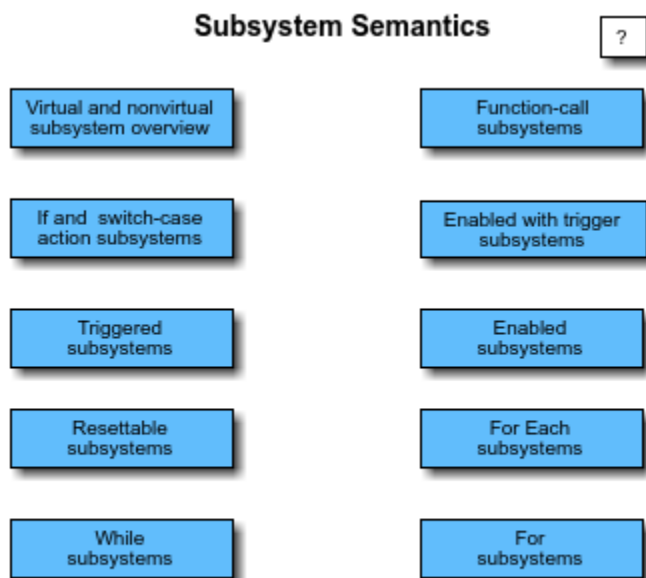 Subsystem Semantics
?
Virtual and nonvirtual
subsystem overview
Function-call
subsystems
If and  switch-case
action subsystems
Enabled with trigger
subsystems
Triggered
subsystems
Enabled
subsystems
Resettable
subsystems
For Each
subsystems
While
subsystems
For
subsystems